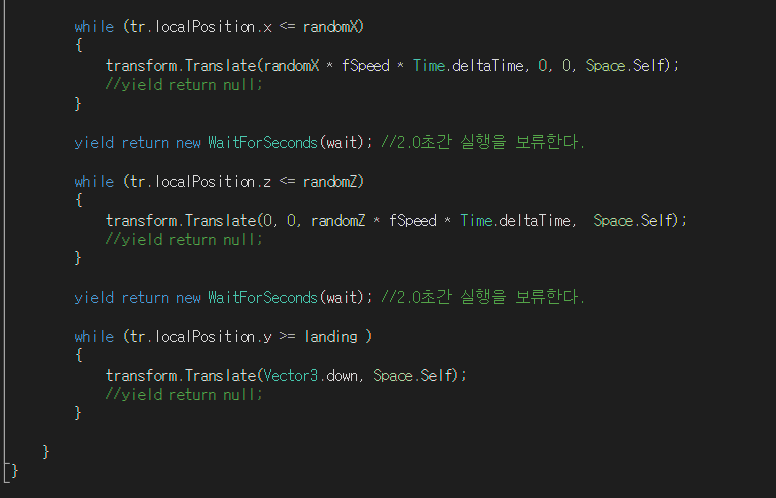 while (tr.localPosition.x <= randomX)
{
transform.Translate(randomX * fSpeed * Time.deltaTime, 0, 0, Space.Self);
//yield return null;
}
yield return new WaitForSeconds(wait); //2.0초간 실행을 보류한다.
while (tr.localPosition.z <= randomZ)
{
transform.Translate(0, 0, randomZ * fSpeed * Time.deltaTime,  Space.Self);
//yield return null;
}
yield return new WaitForSeconds(wait); //2.0초간 실행을 보류한다.
while (tr.localPosition.y >= landing )
{
transform.Translate(Vector3.down, Space.Self);
//yield return null;
}
}
}